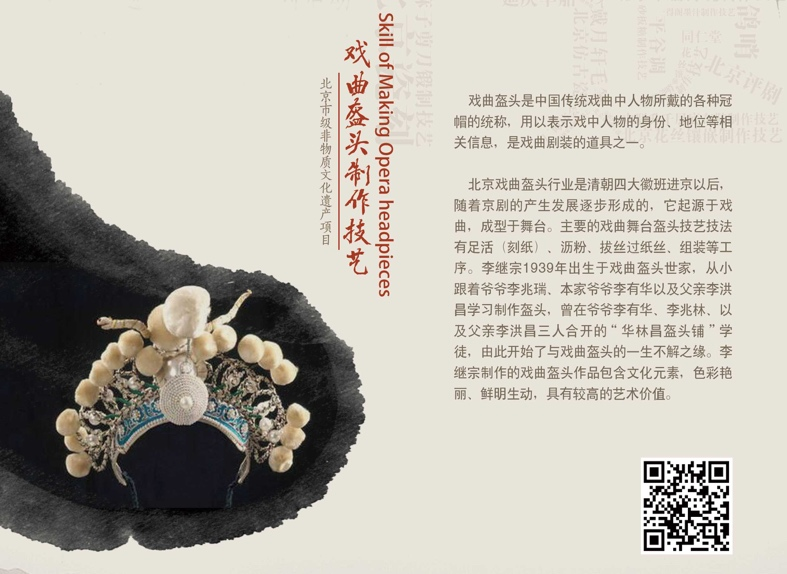 Skill of Making Opera headpieces
戏曲盔头制作技艺
北京市级非物质文化遗产项目
戏曲盔头是中国传统戏曲中人物所戴的各种冠
帽的统称，用以表示戏中人物的身份、地位等相
关信息，是戏曲剧装的道具之一。
北京戏曲盔头行业是清朝四大徽班进京以后，
随着京剧的产生发展逐步形成的，它起源于戏
曲，成型于舞台。主要的戏曲舞台盔头技艺技法
有足活（刻纸）、沥粉、拔丝过纸丝、组装等工
序。李继宗1939年出生于戏曲盔头世家，从小
跟着爷爷李兆瑞、本家爷爷李有华以及父亲李洪
昌学习制作盔头，曾在爷爷李有华、李兆林、以
及父亲李洪昌三人合开的“华林昌盔头铺”学
徒，由此开始了与戏曲盔头的一生不解之缘。李
继宗制作的戏曲盔头作品包含文化元素，色彩艳
丽、鲜明生动，具有较高的艺术价值。
同仁堂
北京评剧